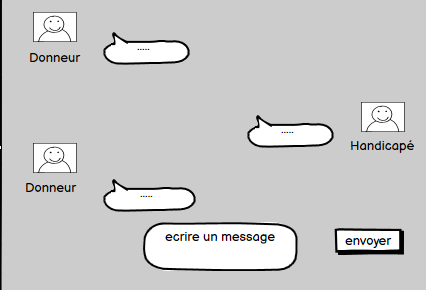 .....
Donneur
.....
Handicapé
Donneur
.....
ecrire un message
envoyer